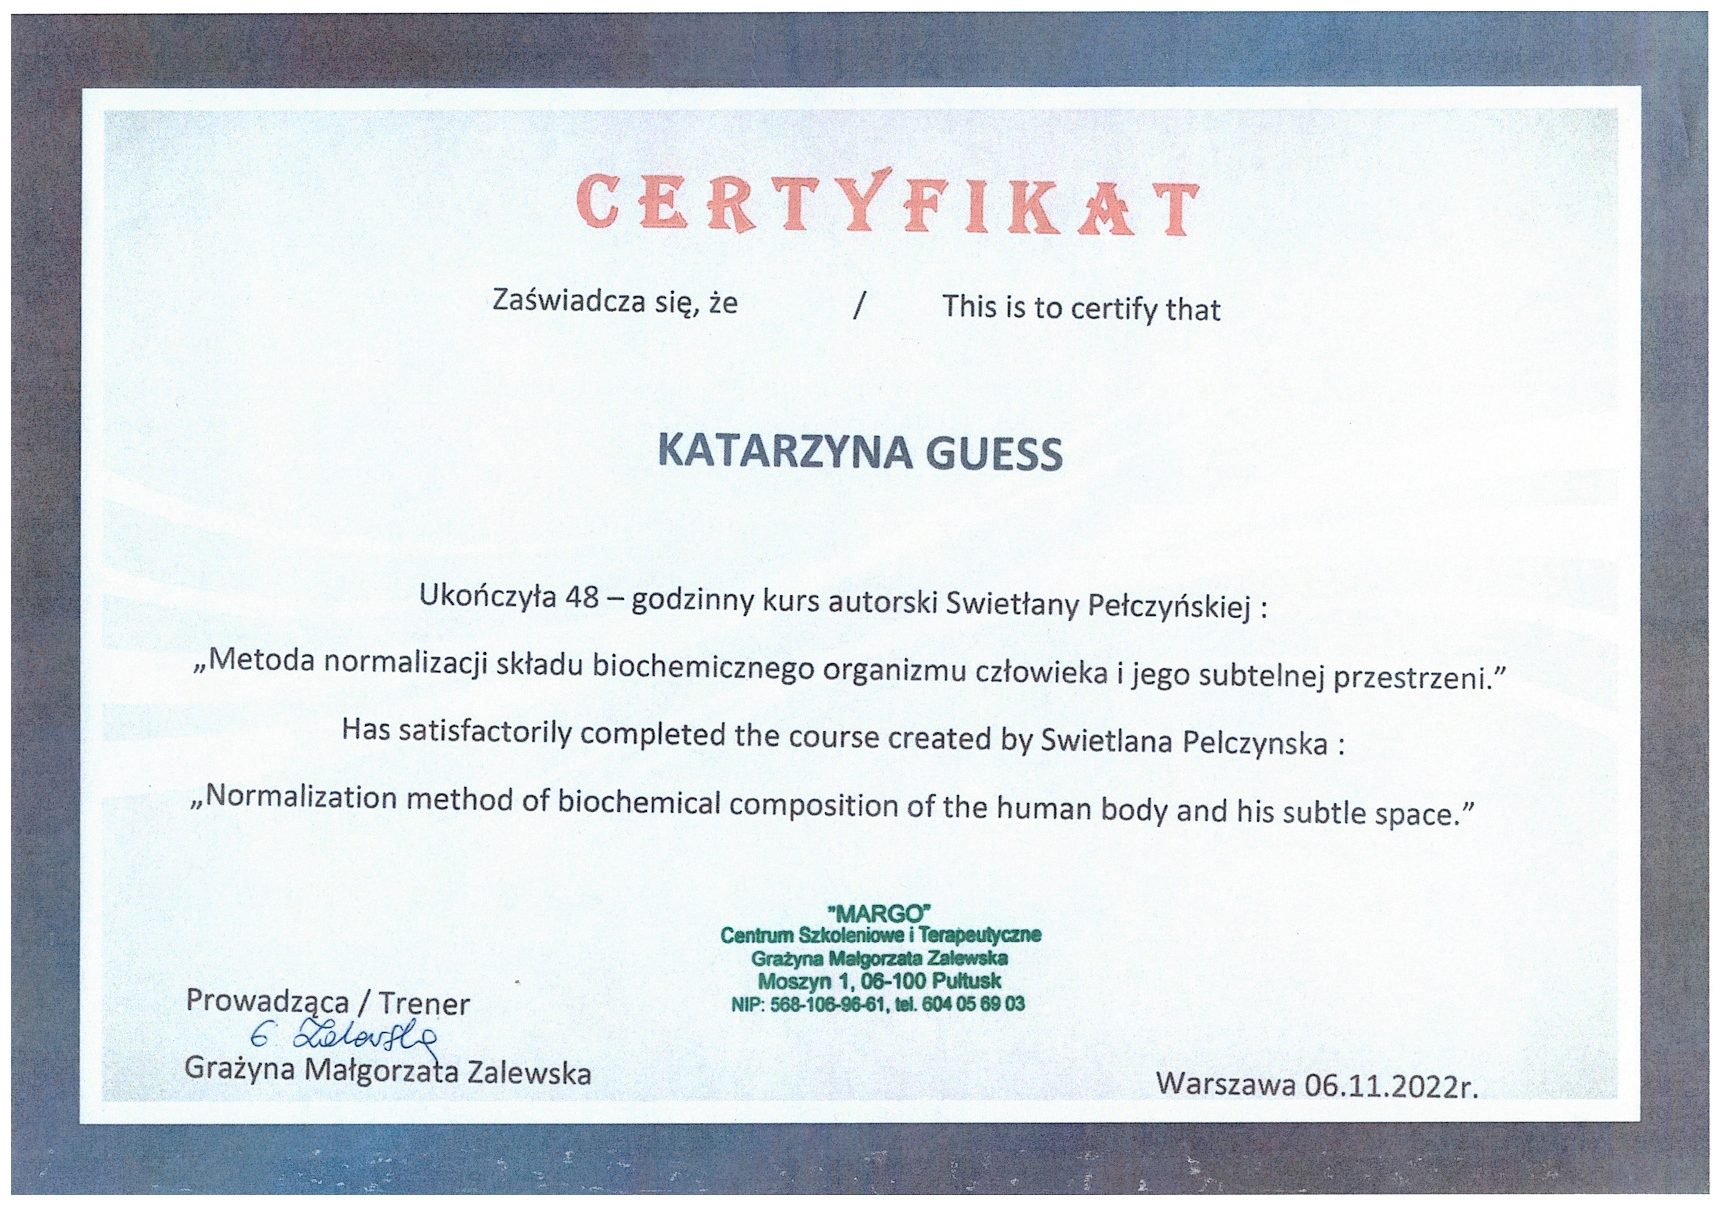 CERTYFIKAT
Zaświadcza się, że / This is to certify that
KATARZYNA GUESS
Ukończyła 48 – godzinny kurs autorski Swietłany Pełczyńskiej :
„Metoda normalizacji składu biochemicznego organizmu człowieka i jego subtelnej przestrzeni.”
Has satisfactorily completed the course created by Swietlana Pelczynska :
„Normalization method of biochemical composition of the human body and his subtle space.”
"MARGO"
Centrum Szkoleniowe i Terapeutyczne
Grażyna Małgorzata Zalewska
Moszyn 1, 06-100 Pułtusk
NIP: 568-106-96-61, tel. 604 05 69 03
Prowadząca / Trener
G Zalewska
Grażyna Małgorzata Zalewska
Warszawa 06.11.2022r.